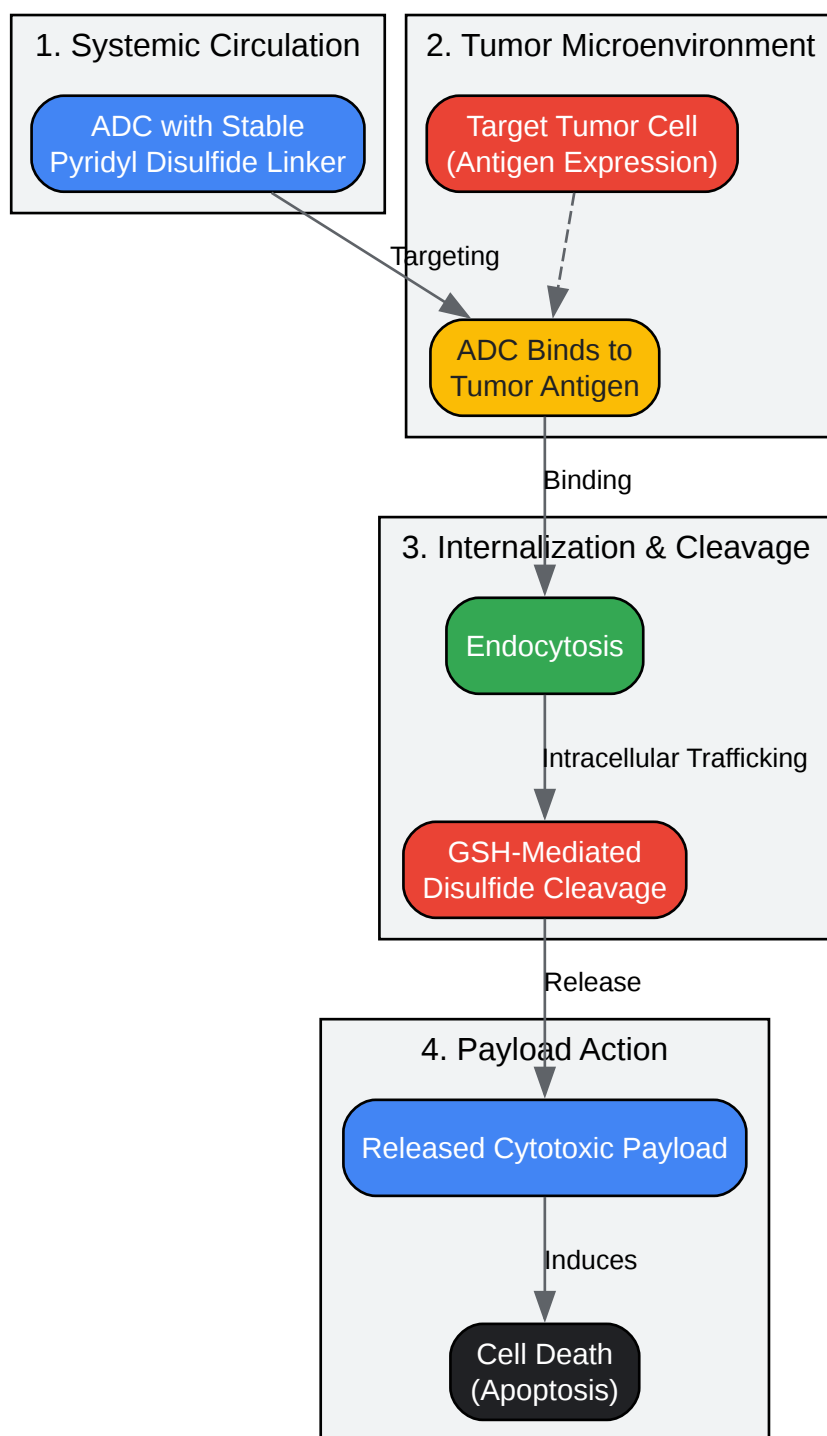 1. Systemic Circulation
ADC with Stable
Pyridyl Disulfide Linker
2. Tumor Microenvironment
Target Tumor Cell
(Antigen Expression)
Targeting
ADC Binds to
Tumor Antigen
Binding
3. Internalization & Cleavage
Endocytosis
Intracellular Trafficking
GSH-Mediated
Disulfide Cleavage
Release
4. Payload Action
Released Cytotoxic Payload
Induces
Cell Death
(Apoptosis)